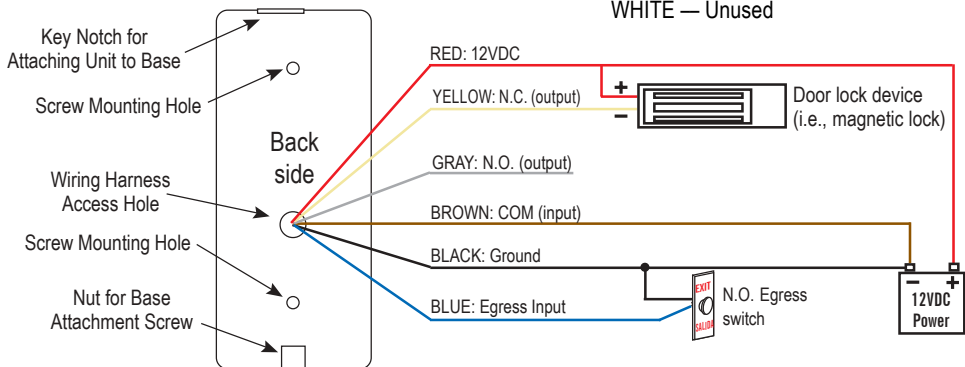 WHITE — Unused
Key Notch for
Attaching Unit to Base
Screw Mounting Hole
Back
side
Wiring Harness
Access Hole
Screw Mounting Hole
Nut for Base
Attachment Screw
RED: 12VDC
YELLOW: N.C. (output)
GRAY: N.O. (output)
BROWN: COM (input)
BLACK: Ground
BLUE: Egress Input
+
−
Door lock device
(i.e., magnetic lock)
EXIT
SALIDA
N.O. Egress
switch
− +
12VDC
Power